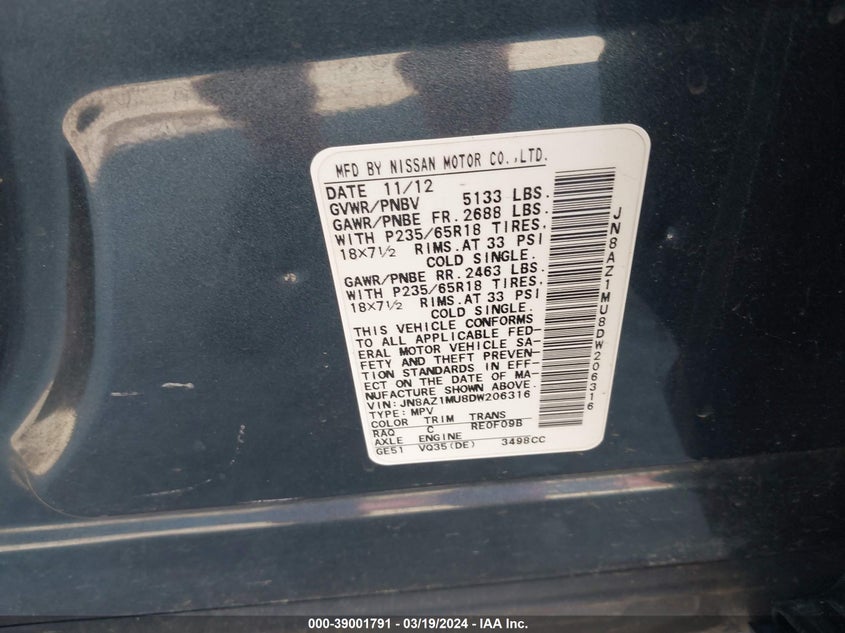 MFD BY NISSAN MOTOR CO.,LTD.
DATE 11/12
GVWR/PNBV 5133 LBS.
GAWR/PNBE FR. 2688 LBS.
WITH P235/65R18 TIRES.
18X7½ RIMS. AT 33 PSI
COLD SINGLE.
GAWR/PNBE RR. 2463 LBS.
WITH P235/65R18 TIRES.
18X7½ RIMS. AT 33 PSI
COLD SINGLE.
THIS VEHICLE CONFORMS
TO ALL APPLICABLE FED-
ERAL MOTOR VEHICLE SA-
FETY AND THEFT PREVEN-
TION STANDARDS IN EFF-
ECT ON THE DATE OF MA-
NUFACTURE SHOWN ABOVE.
VIN: JN8AZ1MU8DW206316
TYPE: MPV
COLOR TRIM TRANS
RAQ C RE0F09B
AXLE ENGINE
GE51 VQ35(DE) 3498CC
JN8AZ1MU8DW206316
000-39001791 - 03/19/2024 - IAA Inc.